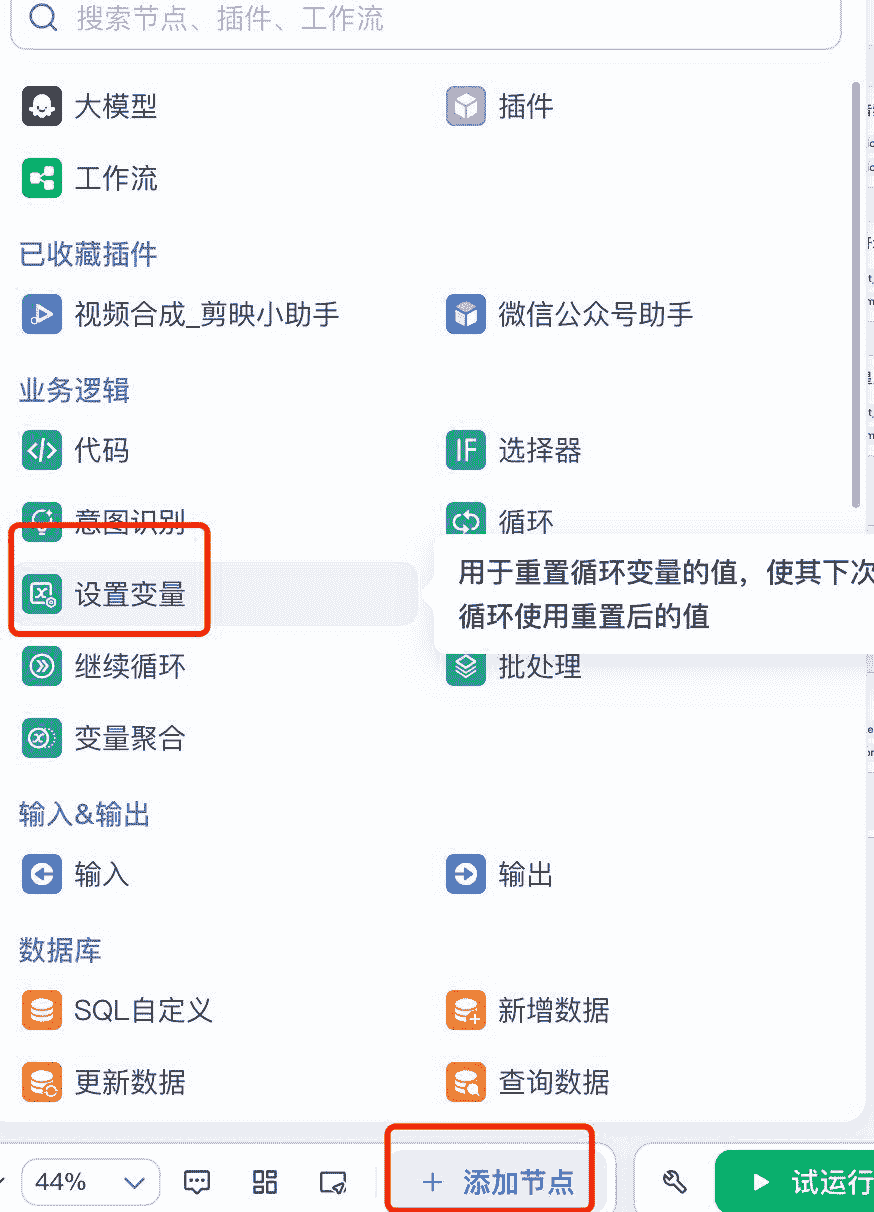 搜索节点、插件、工作流
大模型
插件
工作流
已收藏插件
视频合成_剪映小助手
微信公众号助手
业务逻辑
代码
选择器
意图识别
循环
设置变量
用于重置循环变量的值，使其下次
循环使用重置后的值
继续循环
批处理
变量聚合
输入&输出
输入
输出
数据库
SQL自定义
新增数据
更新数据
查询数据
44%
添加节点
试运行